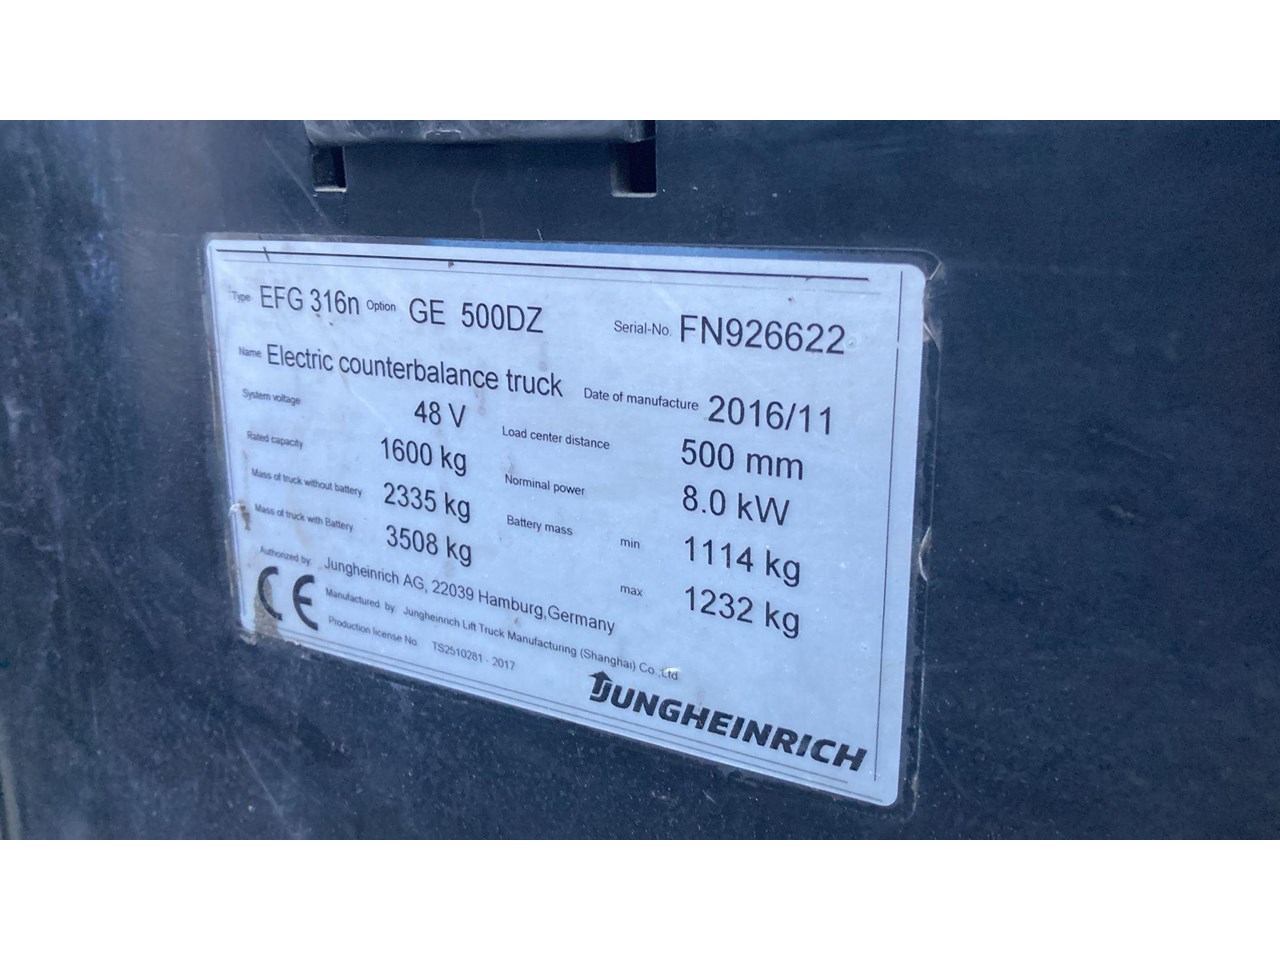 Type EFG 316n Option GE 500DZ Serial-No. FN926622
Name Electric counterbalance truck Date of manufacture 2016/11
System voltage 48 V Load center distance 500 mm
Rated capacity 1600 kg Norminal power 8.0 kW
Mass of truck without battery 2335 kg Battery mass min 1114 kg
Mass of truck with Battery 3508 kg max 1232 kg
Authorized by Jungheinrich AG, 22039 Hamburg,Germany
CE Manufactured by Jungheinrich Lift Truck Manufacturing (Shanghai) Co.,Ltd
Production license No. TS2510281 - 2017
JUNGHEINRICH